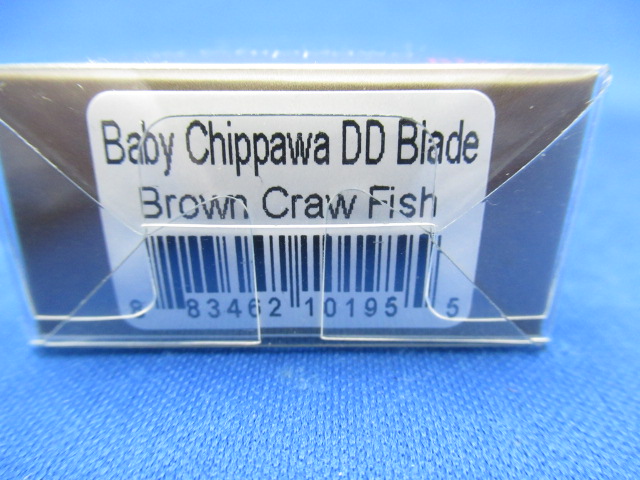 Baby Chippawa DD Blade
Brown Craw Fish
8 83462 10195 5